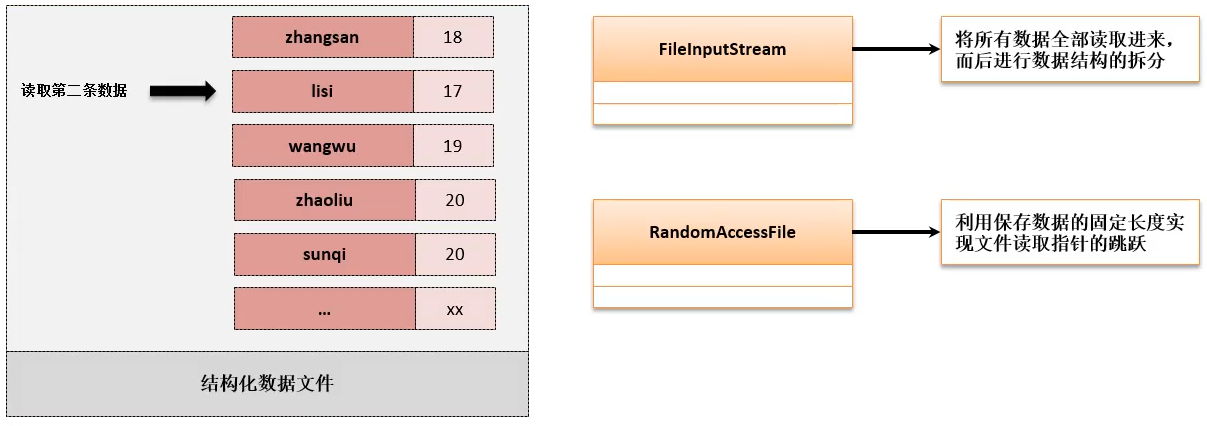 zhangsan 18
读取第二条数据 lisi 17
wangwu 19
zhaoliu 20
sunqi 20
... xx
结构化数据文件
FileInputStream
将所有数据全部读取进来，
而后进行数据结构的拆分
RandomAccessFile
利用保存数据的固定长度实
现文件读取指针的跳跃